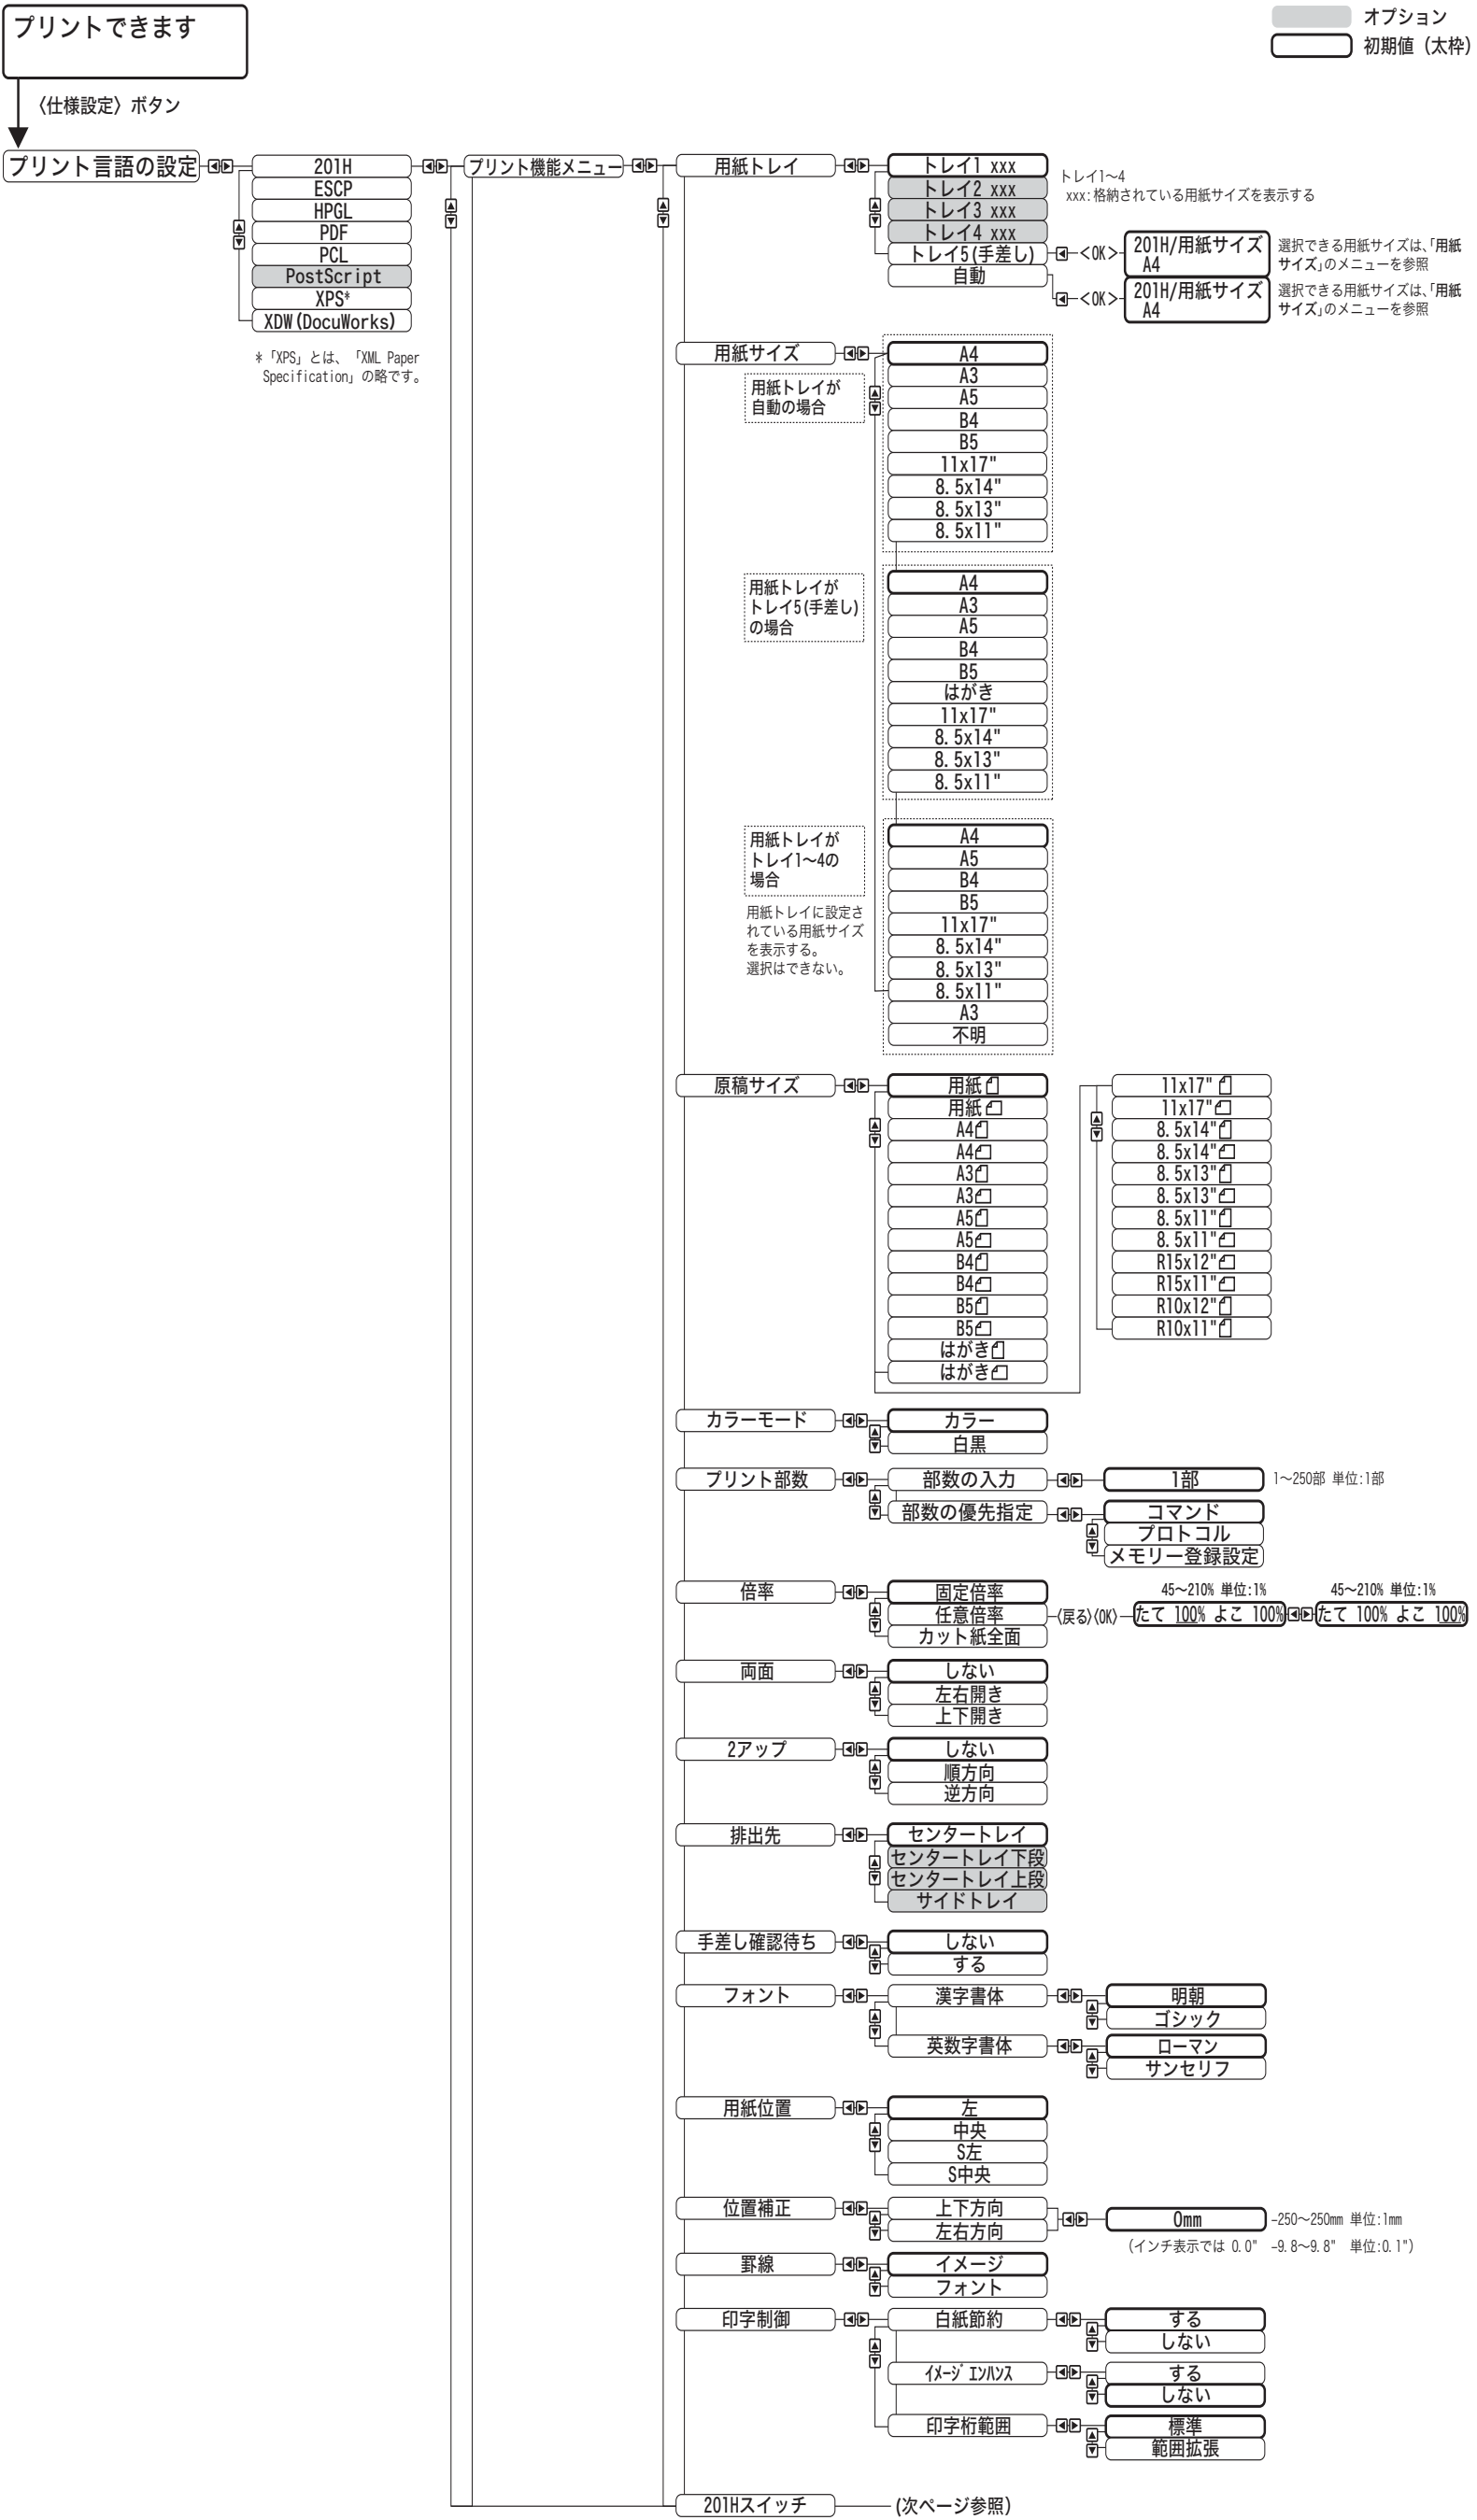 プリントできます
オプション
初期値（太枠）
〈仕様設定〉ボタン
プリント言語の設定
201H
ESCP
HPGL
PDF
PCL
PostScript
XPS*
XDW(DocuWorks)
*「XPS」とは、「XML Paper
Specification」の略です。
プリント機能メニュー
用紙トレイ
トレイ1 xxx
トレイ2 xxx
トレイ3 xxx
トレイ4 xxx
トレイ5(手差し)
自動
トレイ1～4
xxx:格納されている用紙サイズを表示する
<OK>
201H/用紙サイズ
A4
選択できる用紙サイズは、「用紙
サイズ」のメニューを参照
<OK>
201H/用紙サイズ
A4
選択できる用紙サイズは、「用紙
サイズ」のメニューを参照
用紙サイズ
用紙トレイが
自動の場合
A4
A3
A5
B4
B5
11x17"
8.5x14"
8.5x13"
8.5x11"
用紙トレイが
トレイ5(手差し)
の場合
A4
A3
A5
B4
B5
はがき
11x17"
8.5x14"
8.5x13"
8.5x11"
用紙トレイが
トレイ1～4の
場合
用紙トレイに設定さ
れている用紙サイズ
を表示する。
選択はできない。
A4
A5
B4
B5
11x17"
8.5x14"
8.5x13"
8.5x11"
A3
不明
原稿サイズ
用紙
用紙
A4
A4
A3
A3
A5
A5
B4
B4
B5
B5
はがき
はがき
11x17"
11x17"
8.5x14"
8.5x14"
8.5x13"
8.5x13"
8.5x11"
8.5x11"
R15x12"
R15x11"
R10x12"
R10x11"
カラーモード
カラー
白黒
プリント部数
部数の入力
1部
1～250部 単位:1部
部数の優先指定
コマンド
プロトコル
メモリー登録設定
倍率
固定倍率
任意倍率
カット紙全面
〈戻る〉〈OK〉
45～210% 単位:1%
たて 100% よこ 100%
45～210% 単位:1%
たて 100% よこ 100%
両面
しない
左右開き
上下開き
2アップ
しない
順方向
逆方向
排出先
センタートレイ
センタートレイ下段
センタートレイ上段
サイドトレイ
手差し確認待ち
しない
する
フォント
漢字書体
明朝
ゴシック
英数字書体
ローマン
サンセリフ
用紙位置
左
中央
S左
S中央
位置補正
上下方向
左右方向
0mm
-250～250mm 単位:1mm
（インチ表示では 0.0" -9.8～9.8" 単位:0.1"）
罫線
イメージ
フォント
印字制御
白紙節約
する
しない
ｲﾒｰｼﾞ ｴﾝﾊﾝｽ
する
しない
印字桁範囲
標準
範囲拡張
201Hスイッチ
(次ページ参照)